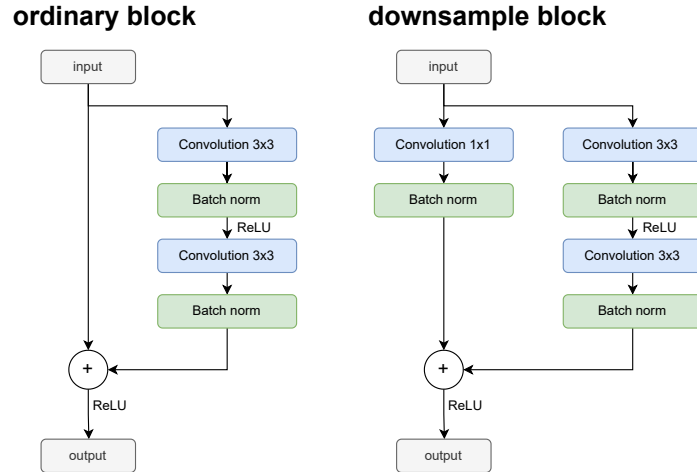 ordinary block
input
Convolution 3x3
Batch norm
ReLU
Convolution 3x3
Batch norm
+
ReLU
output
downsample block
input
Convolution 1x1
Batch norm
Convolution 3x3
Batch norm
ReLU
Convolution 3x3
Batch norm
+
ReLU
output